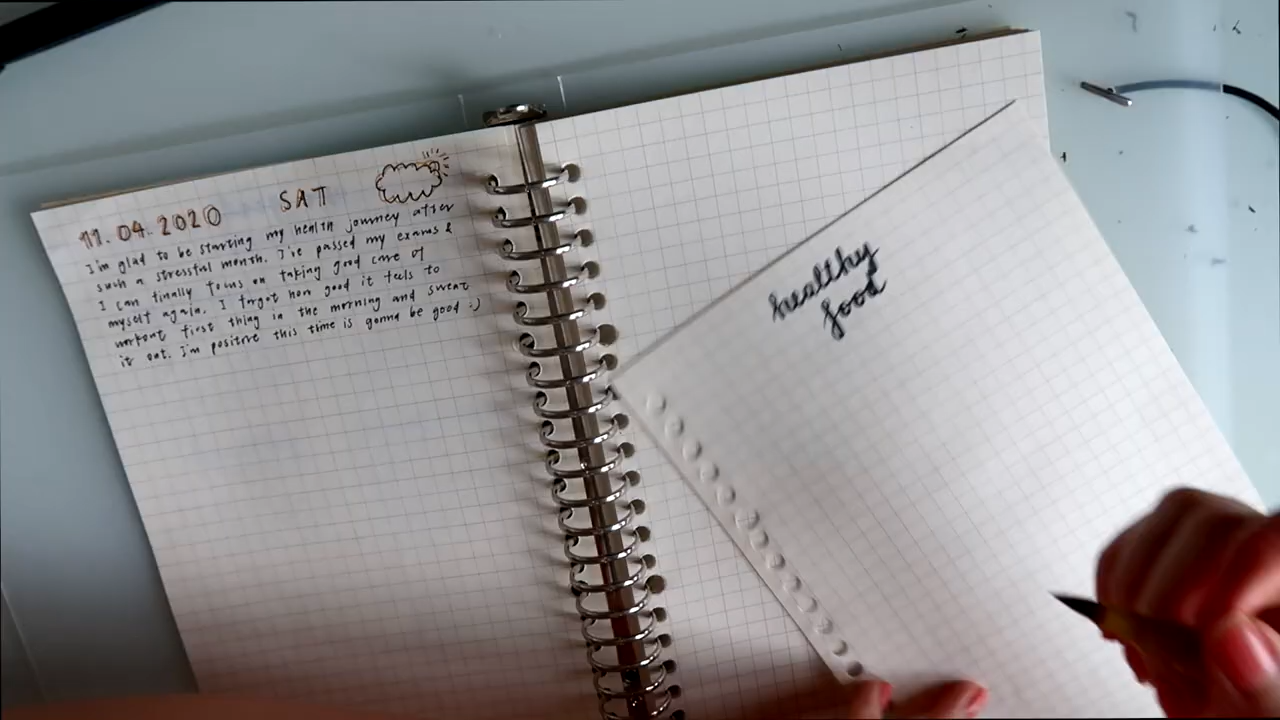 11.04.2020 SAT
I'm glad to be starting my health journey after
such a stressful month. I've passed my exams &
I can finally focus on taking good care of
myself again. I forgot how good it feels to
workout first thing in the morning and sweat
it out. I'm positive this time is gonna be good :)
healthy
food